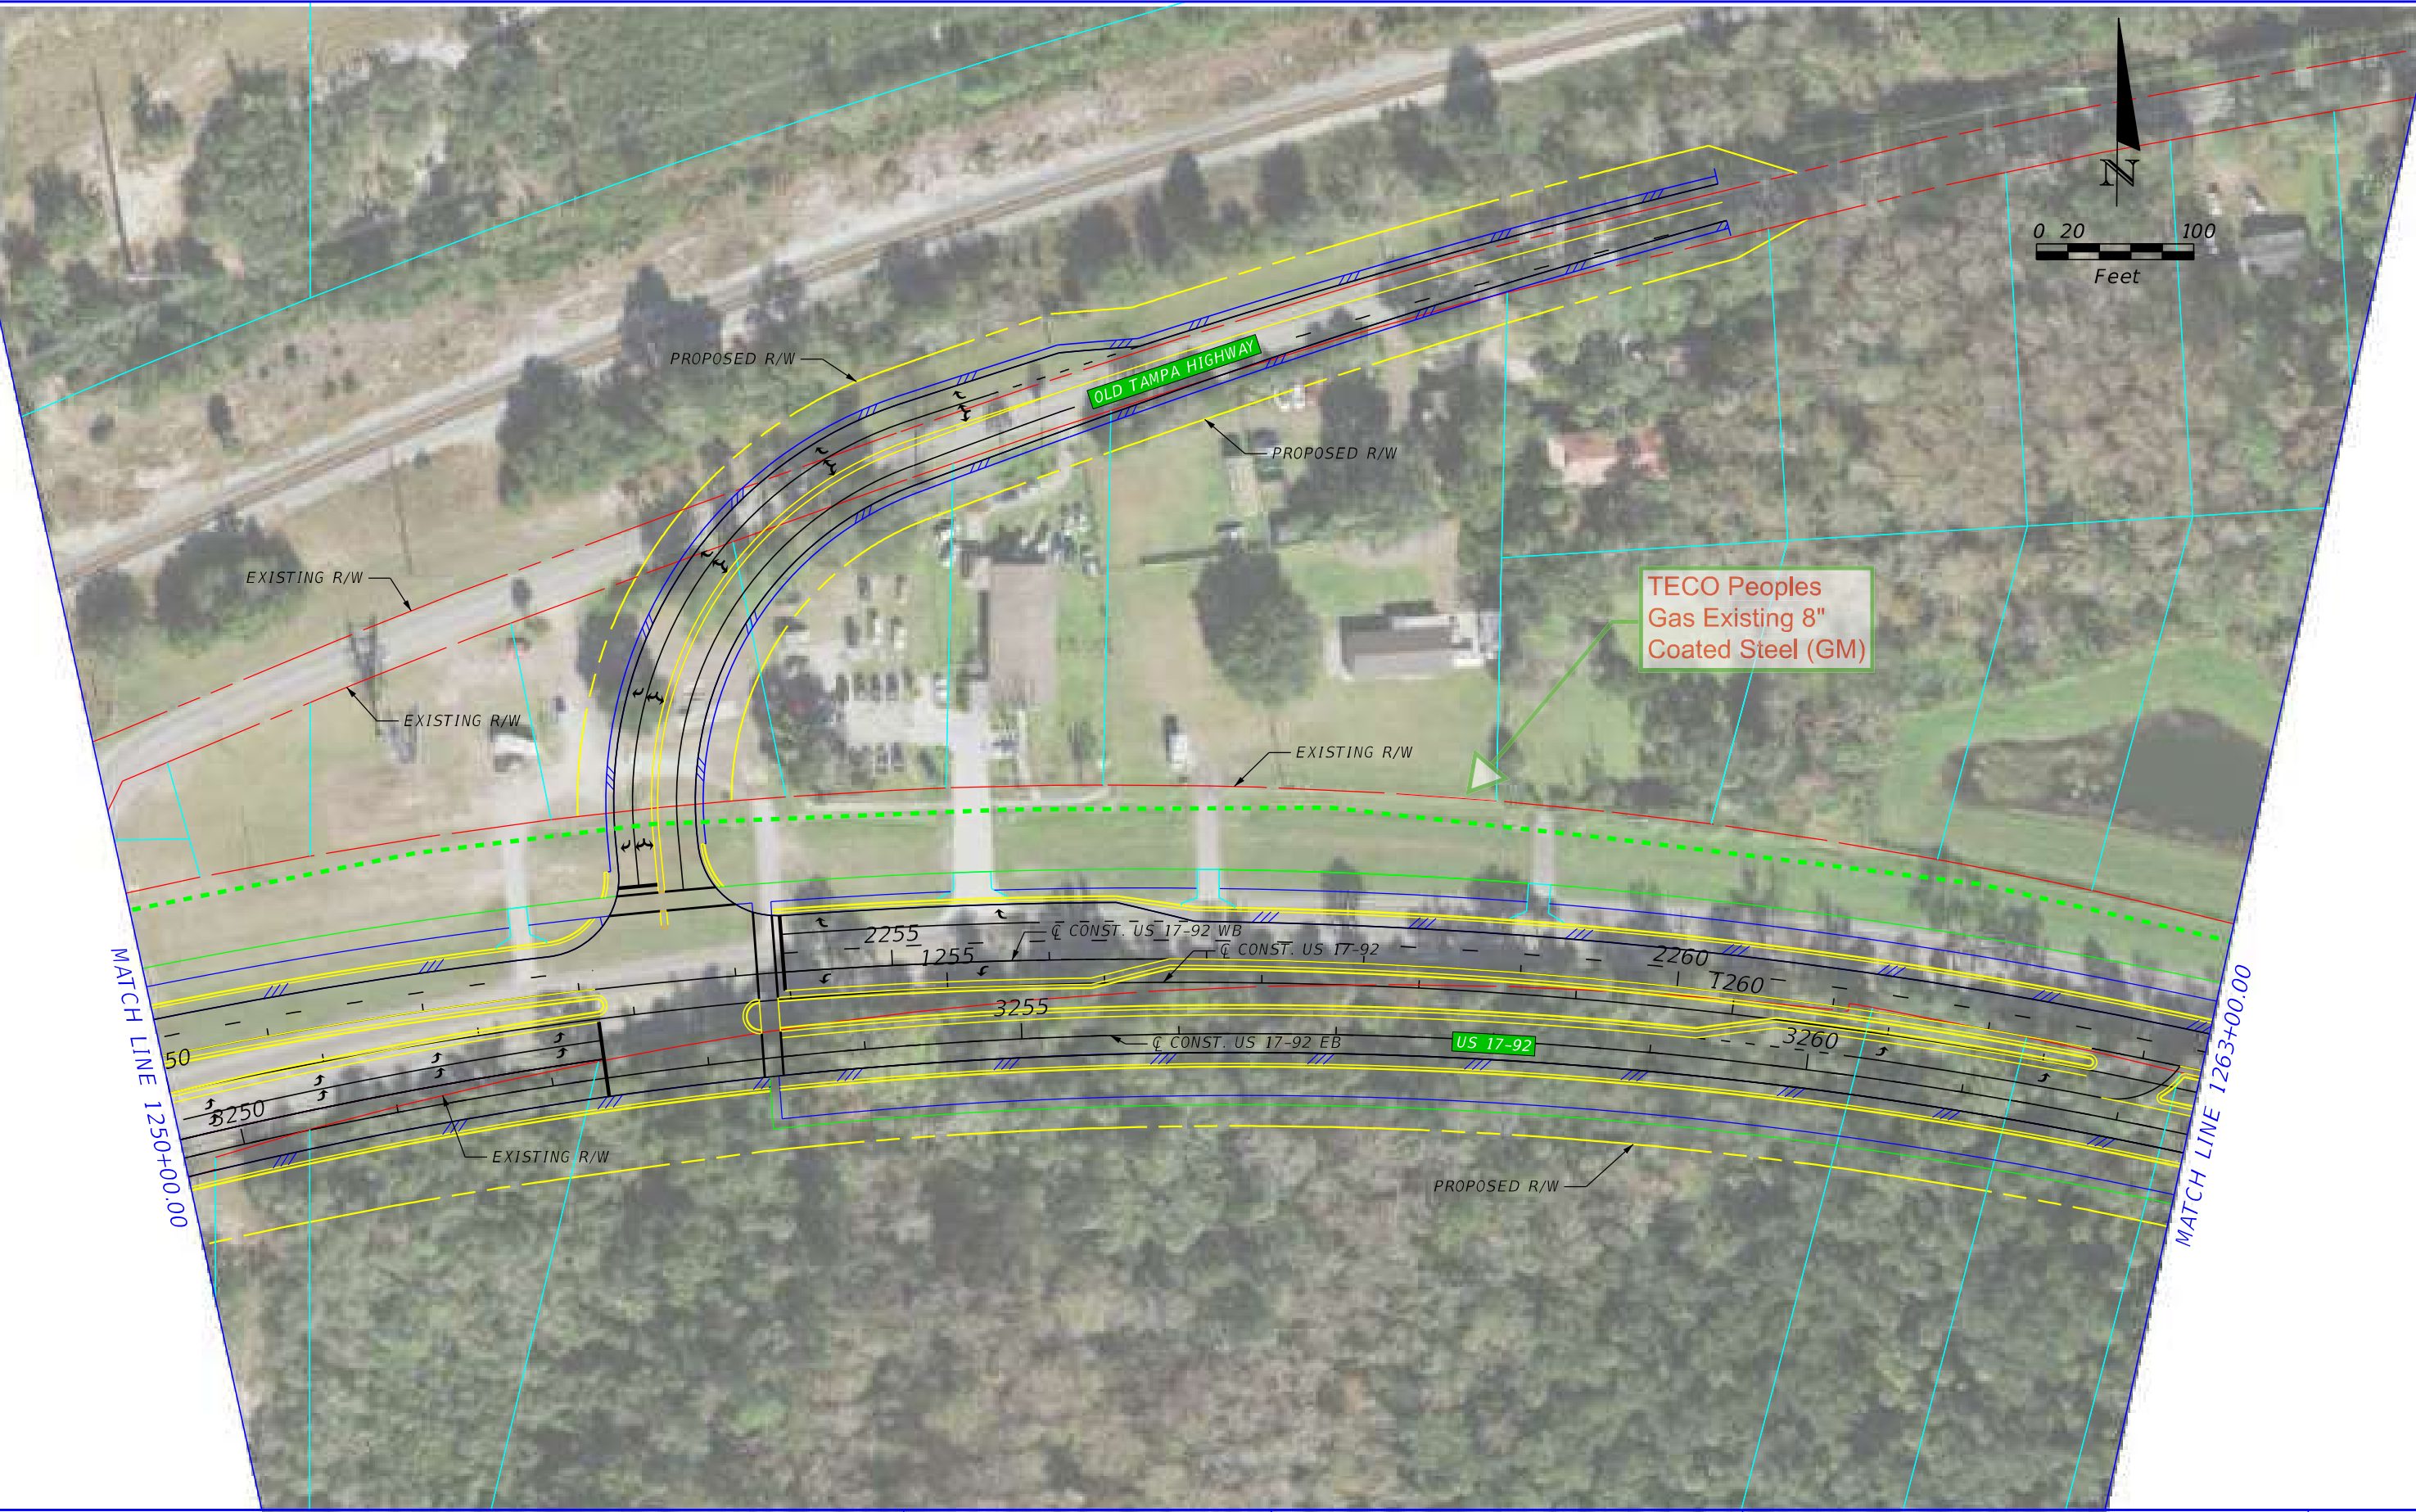 N
0 20 100
Feet
PROPOSED R/W
OLD TAMPA HIGHWAY
PROPOSED R/W
EXISTING R/W
TECO Peoples
Gas Existing 8"
Coated Steel (GM)
EXISTING R/W
EXISTING R/W
2255
℄ CONST. US 17-92 WB
1255
℄ CONST. US 17-92
2260
1260
3255
℄ CONST. US 17-92 EB
US 17-92
3260
50
3250
EXISTING R/W
PROPOSED R/W
MATCH LINE 1250+00.00
MATCH LINE 1263+00.00